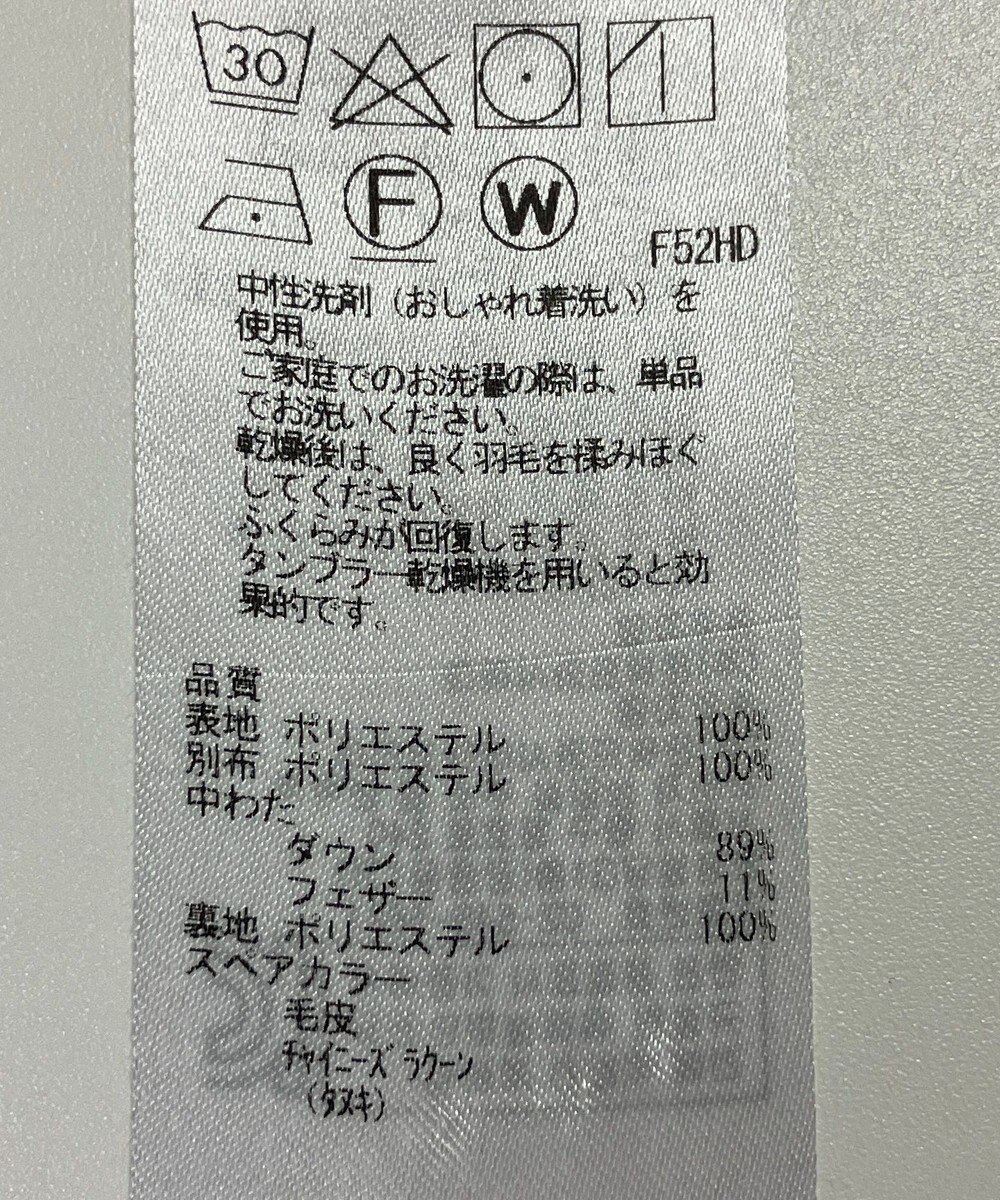 30
F W
F52HD
中性洗剤（おしゃれ着洗い）を
使用。
ご家庭でのお洗濯の際は、単品
でお洗いください。
乾燥後は、良く羽毛を揉みほぐ
してください。
ふくらみが回復します。
タンブラー乾燥機を用いると効
果的です。
品質
表地 ポリエステル 100%
別布 ポリエステル 100%
中わた
ダウン 89%
フェザー 11%
裏地 ポリエステル 100%
スペアカラー
毛皮
ﾁｬｲﾆｰｽﾞ ﾗｸｰﾝ
(ﾀﾇｷ)